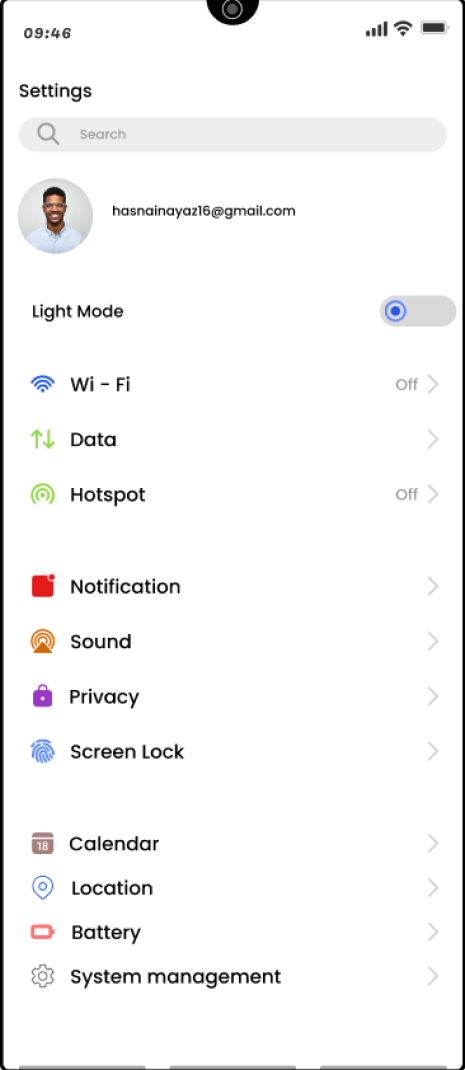 09:46
Settings
Search
hasnainayaz16@gmail.com
Light Mode
Wi - Fi Off
Data
Hotspot Off
Notification
Sound
Privacy
Screen Lock
18 Calendar
Location
Battery
System management